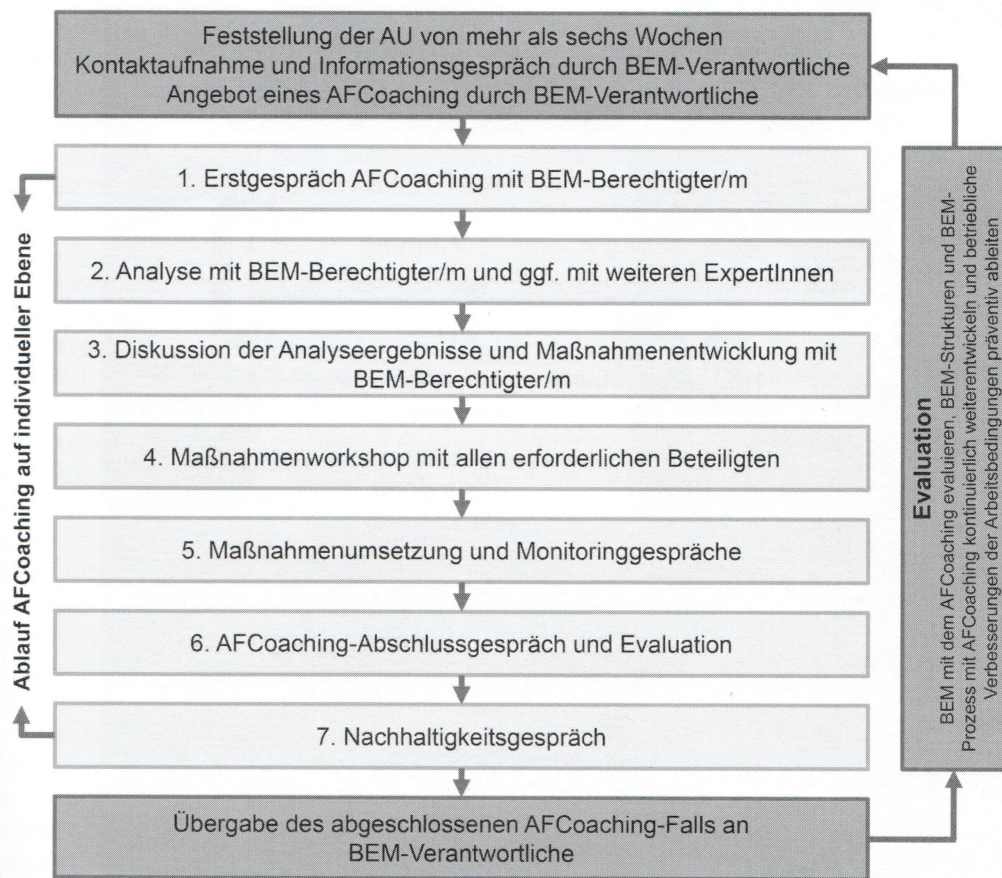 Feststellung der AU von mehr als sechs Wochen
Kontaktaufnahme und Informationsgespräch durch BEM-Verantwortliche
Angebot eines AFCoaching durch BEM-Verantwortliche
1. Erstgespräch AFCoaching mit BEM-Berechtigter/m
2. Analyse mit BEM-Berechtigter/m und ggf. mit weiteren ExpertInnen
3. Diskussion der Analyseergebnisse und Maßnahmenentwicklung mit
BEM-Berechtigter/m
4. Maßnahmenworkshop mit allen erforderlichen Beteiligten
5. Maßnahmenumsetzung und Monitoringgespräche
6. AFCoaching-Abschlussgespräch und Evaluation
7. Nachhaltigkeitsgespräch
Übergabe des abgeschlossenen AFCoaching-Falls an
BEM-Verantwortliche
Ablauf AFCoaching auf individueller Ebene
Evaluation
BEM mit dem AFCoaching evaluieren, BEM-Strukturen und BEM-
Prozess mit AFCoaching kontinuierlich weiterentwickeln und betriebliche
Verbesserungen der Arbeitsbedingungen präventiv ableiten